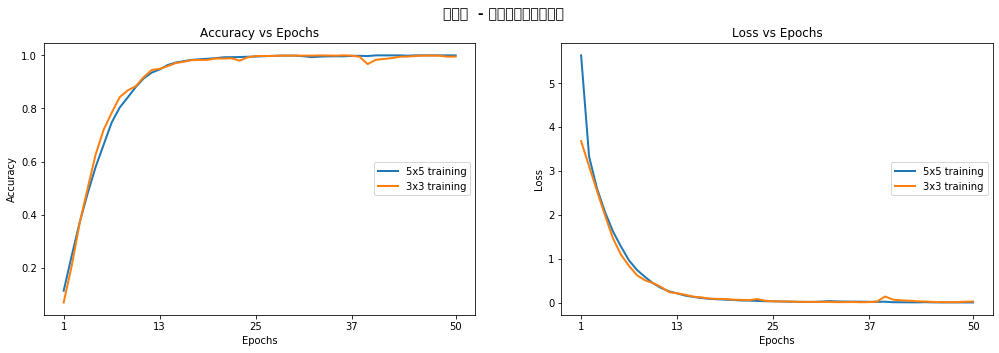 Accuracy vs Epochs
1.0
0.8
0.6
0.4
0.2
Accuracy
5x5 training
3x3 training
1 13 25 37 50
Epochs
Loss vs Epochs
5
4
3
2
1
0
Loss
5x5 training
3x3 training
1 13 25 37 50
Epochs